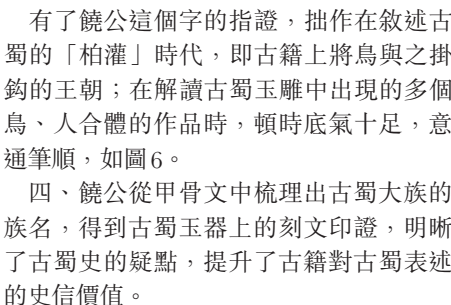 有了饒公這個字的指證，拙作在敘述古
蜀的「柏灌」時代，即古籍上將鳥與之掛
鈎的王朝；在解讀古蜀玉雕中出現的多個
鳥、人合體的作品時，頓時底氣十足，意
通筆順，如圖6。
四、饒公從甲骨文中梳理出古蜀大族的
族名，得到古蜀玉器上的刻文印證，明晰
了古蜀史的疑點，提升了古籍對古蜀表述
的史信價值。